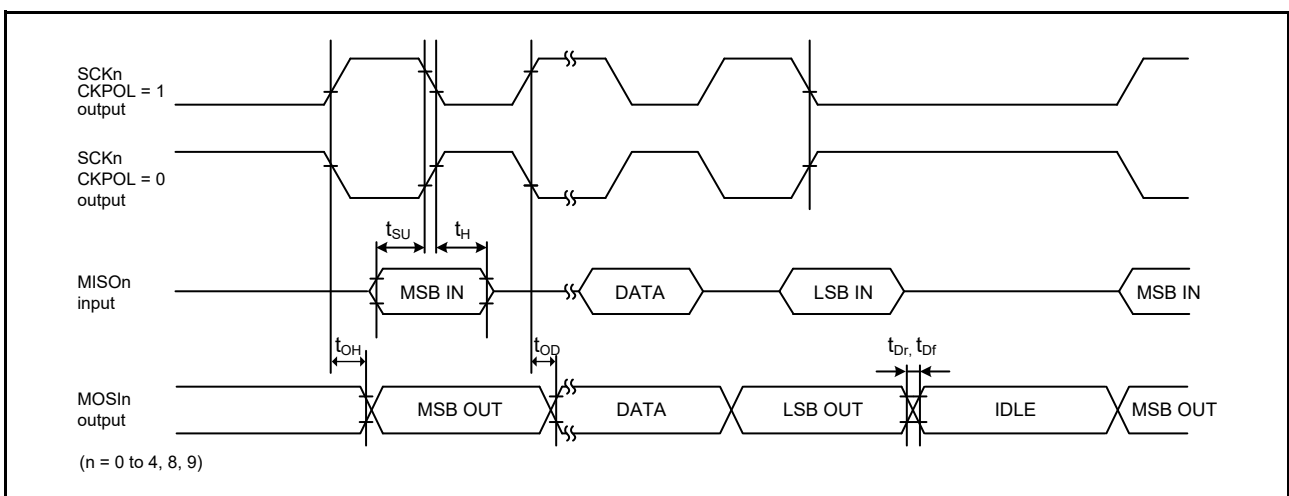 SCKn
CKPOL = 1
output
SCKn
CKPOL = 0
output
tSU
tH
MISOn
input
MSB IN
DATA
LSB IN
MSB IN
tOH
tOD
tDr, tDf
MOSIn
output
MSB OUT
DATA
LSB OUT
IDLE
MSB OUT
(n = 0 to 4, 8, 9)